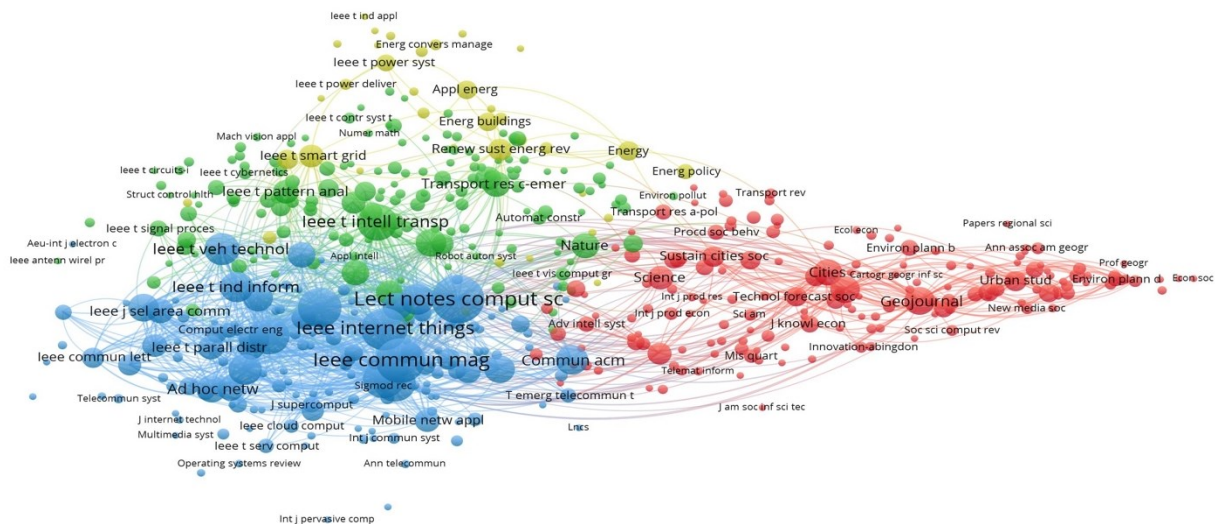 Ieee t ind appl
Energ convers manage
Ieee t power syst
Ieee t power deliver
Appl energ
Ieee t contr syst t
Energ buildings
Numer math
Mach vision appl
Renew sust energ rev
Energy
Ieee t smart grid
Ieee t circuits-i
Ieee t cybernetics
Energy policy
Transport res c-emer
Ieee t pattern anal
Struct control hlth
Environ pollut
Transport rev
Transport res a-pol
Ieee t intell transp
Automat constr
Ieee t signal proces
Procd soc behv
Ecol econ
Papers regional sci
Aeu-int j electron c
Ieee t veh technol
Nature
Environ plann b
Ann assoc am geogr
Ieee antenn wirel pr
Appl intell
Robot auton syst
Sustain cities soc
Prof geogr
Ieee t vis comput gr
Science
Cities
Cartogr geogr inf sc
Urban stud
Environ plann d
Econ soc
Ieee t ind inform
Lect notes comput sc
Int j prod res
Technol forecast soc
Geojournal
New media soc
Ieee j sel area comm
Int j prod econ
Sci am
Comput electr eng
Ieee internet things
Adv intell syst
J knowl econ
Soc sci comput rev
Ieee t parall distr
Innovation-abingdon
Ieee commun lett
Ieee commun mag
Commun acm
Mis quart
Telemat inform
Ad hoc netw
Sigmod rec
Telecommun syst
J supercomput
T emerg telecommun t
J am soc inf sci tec
J internet technol
Ieee cloud comput
Mobile netw appl
Lncs
Multimedia syst
Ieee t serv comput
Int j commun syst
Operating systems review
Ann telecommun
Int j pervasive comp